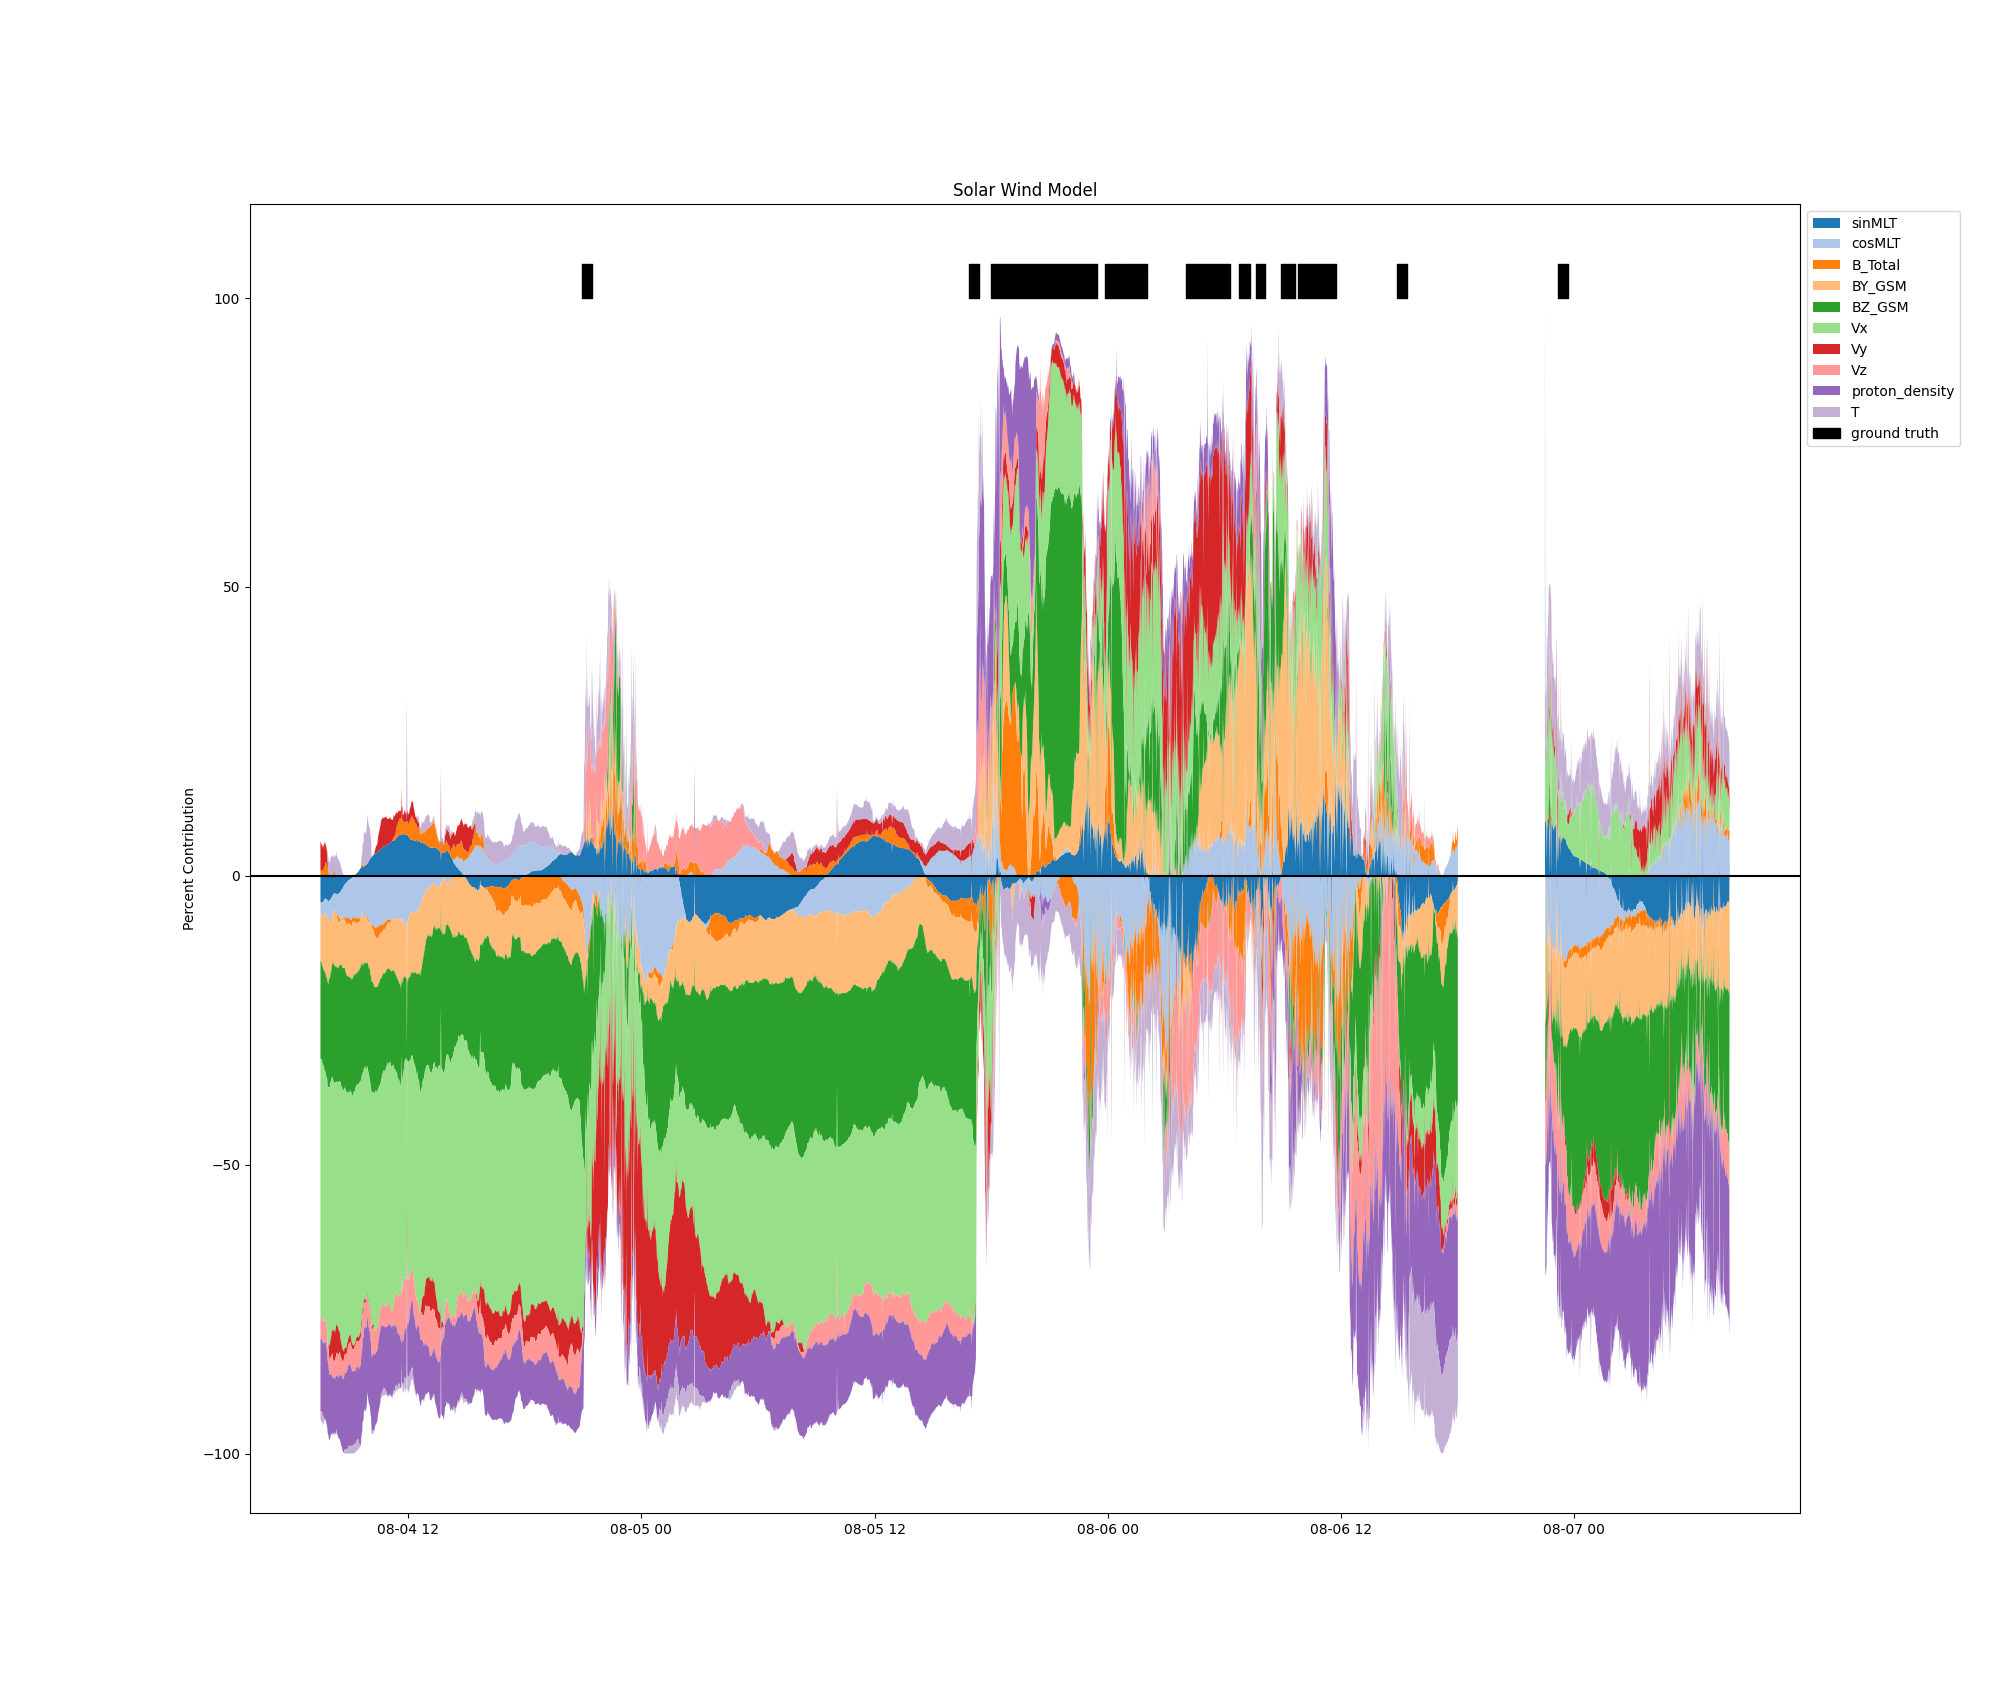 Solar Wind Model
sinMLT
cosMLT
B_Total
BY_GSM
BZ_GSM
Vx
Vy
Vz
proton_density
T
ground truth
Percent Contribution
100
50
0
−50
−100
08-04 12
08-05 00
08-05 12
08-06 00
08-06 12
08-07 00